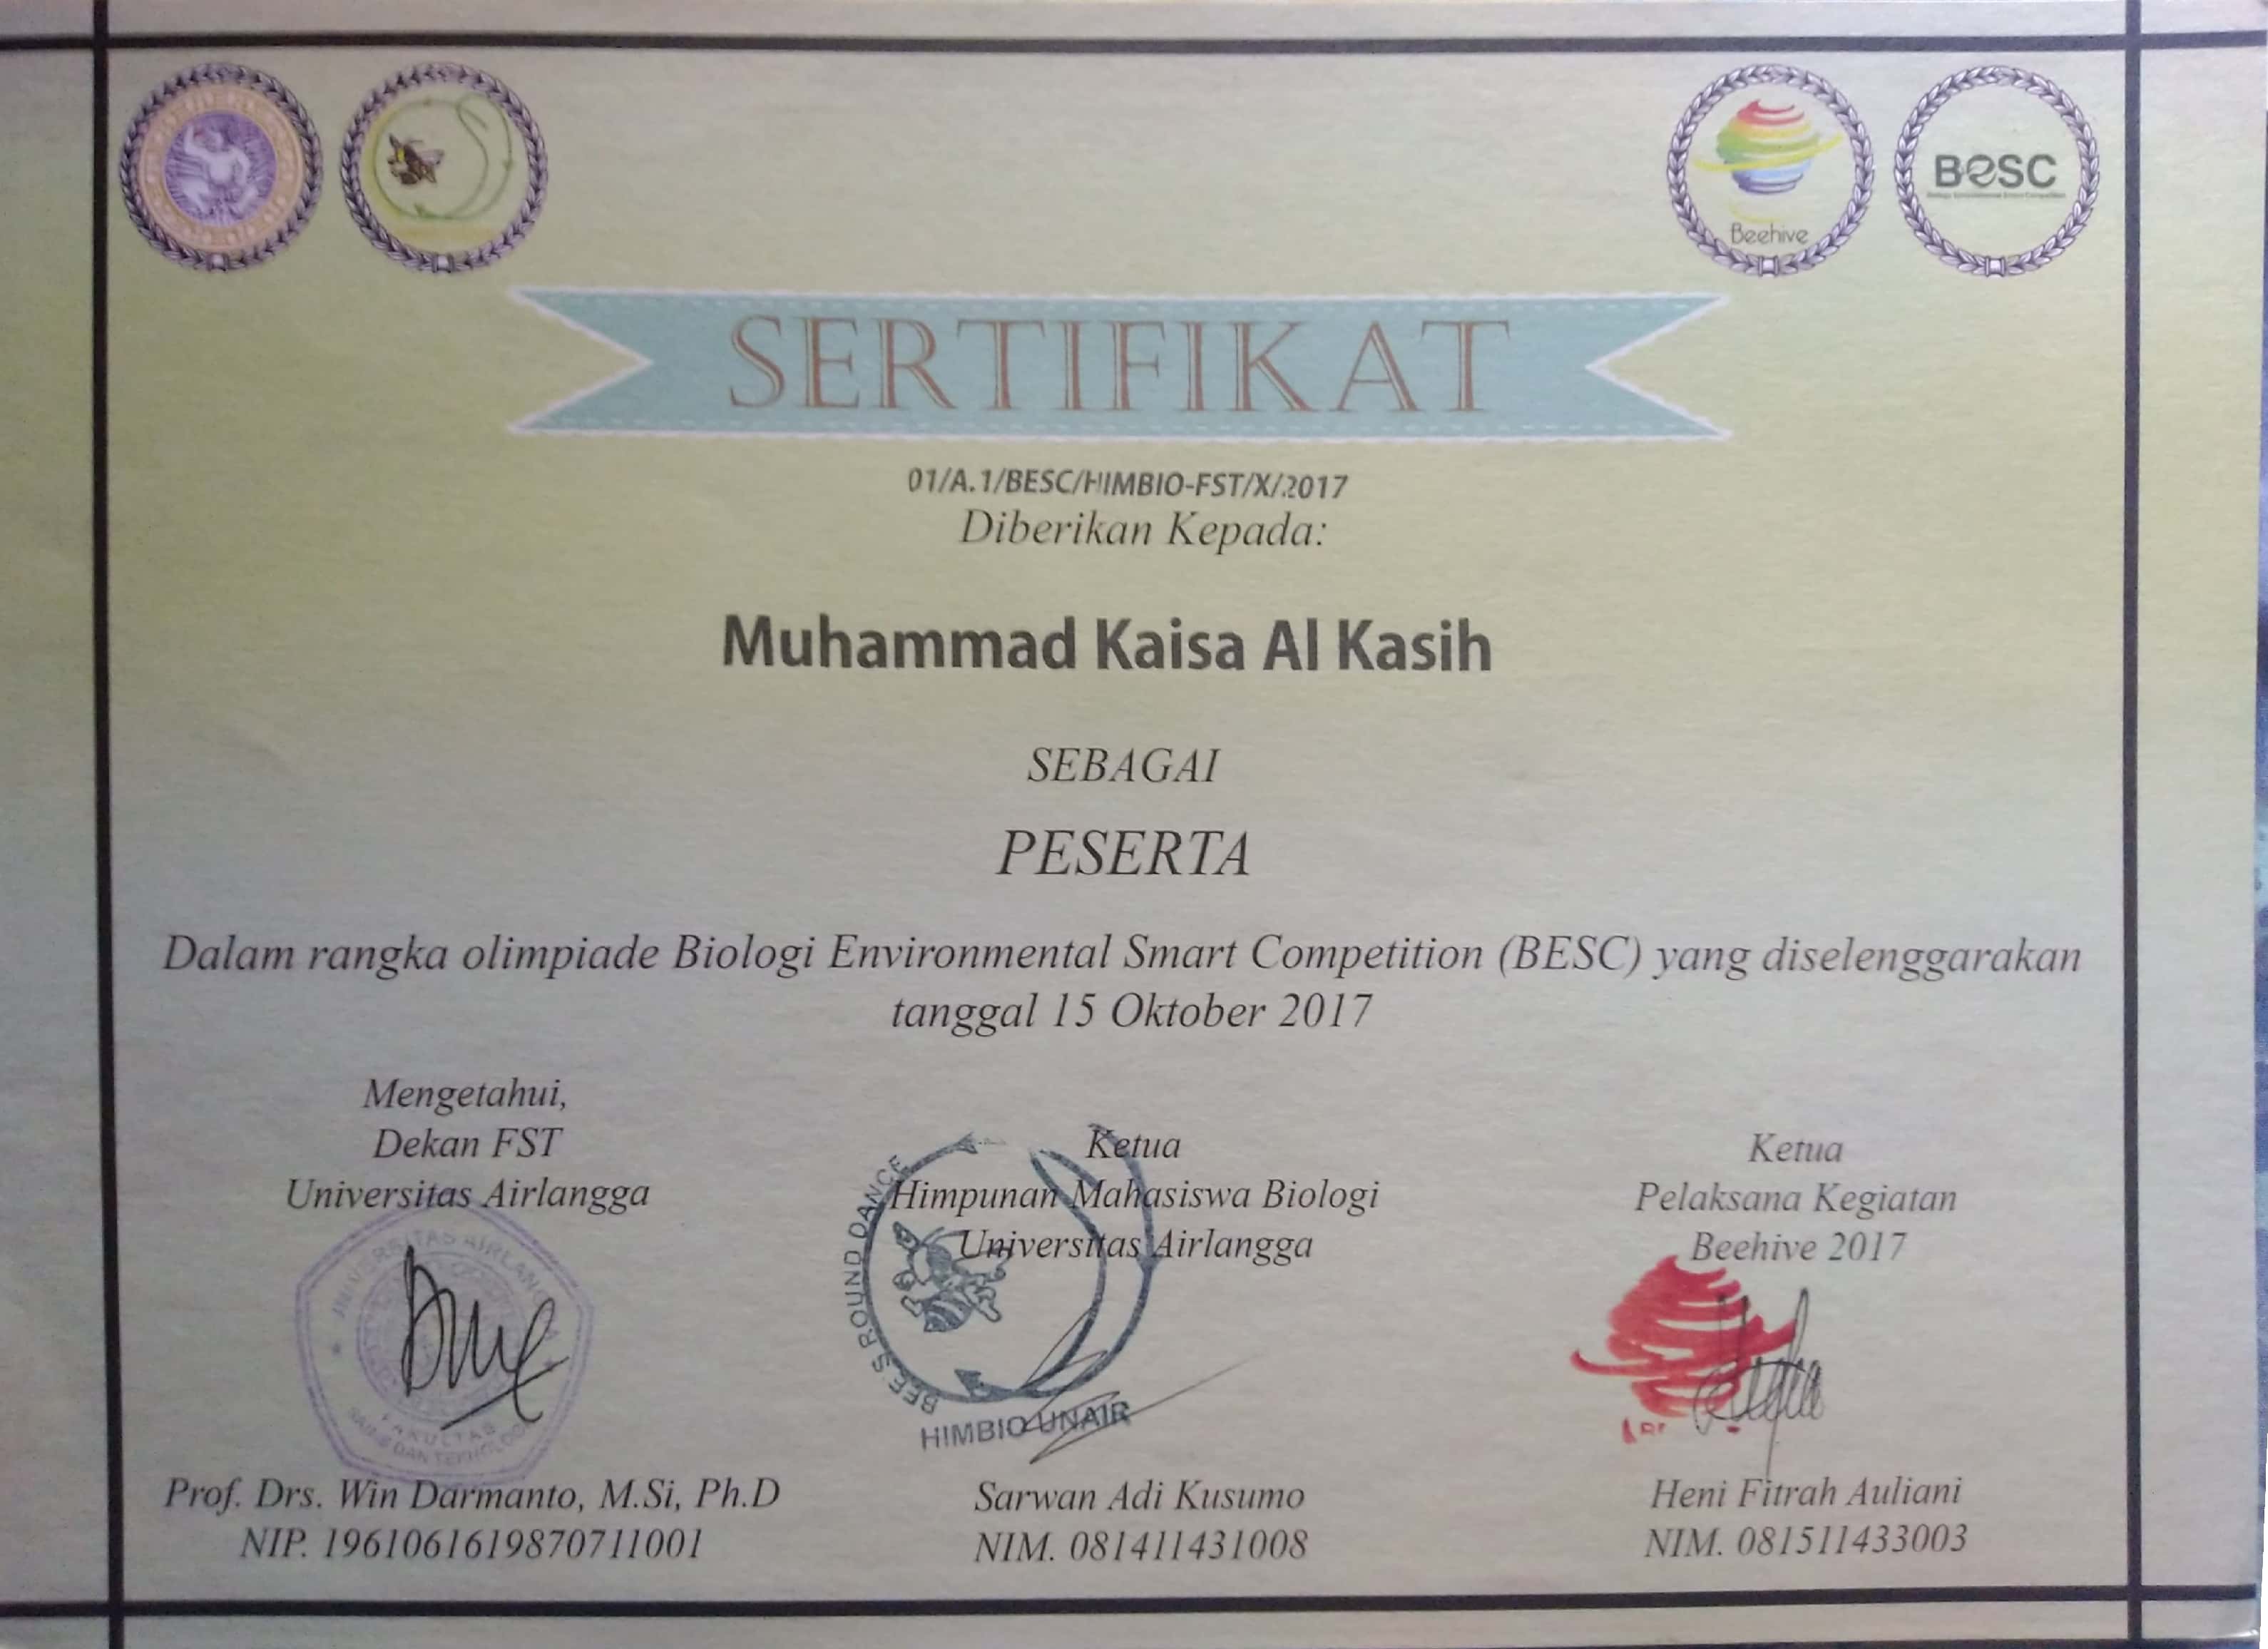 Beehive
BESC
SERTIFIKAT
01/A.1/BESC/HIMBIO-FST/X/2017
Diberikan Kepada:
Muhammad Kaisa Al Kasih
SEBAGAI
PESERTA
Dalam rangka olimpiade Biologi Environmental Smart Competition (BESC) yang diselenggarakan
tanggal 15 Oktober 2017
Mengetahui,
Dekan FST
Universitas Airlangga
UNIVERSITAS AIRLANGGA
FAKULTAS
SAINS DAN TEKNOLOGI
Prof. Drs. Win Darmanto, M.Si, Ph.D
NIP. 196106161987011001
Ketua
Himpunan Mahasiswa Biologi
Universitas Airlangga
BEES ROUND DANCE
HIMBIO UNAIR
Sarwan Adi Kusumo
NIM. 081411431008
Ketua
Pelaksana Kegiatan
Beehive 2017
Heni Fitrah Auliani
NIM. 081511433003